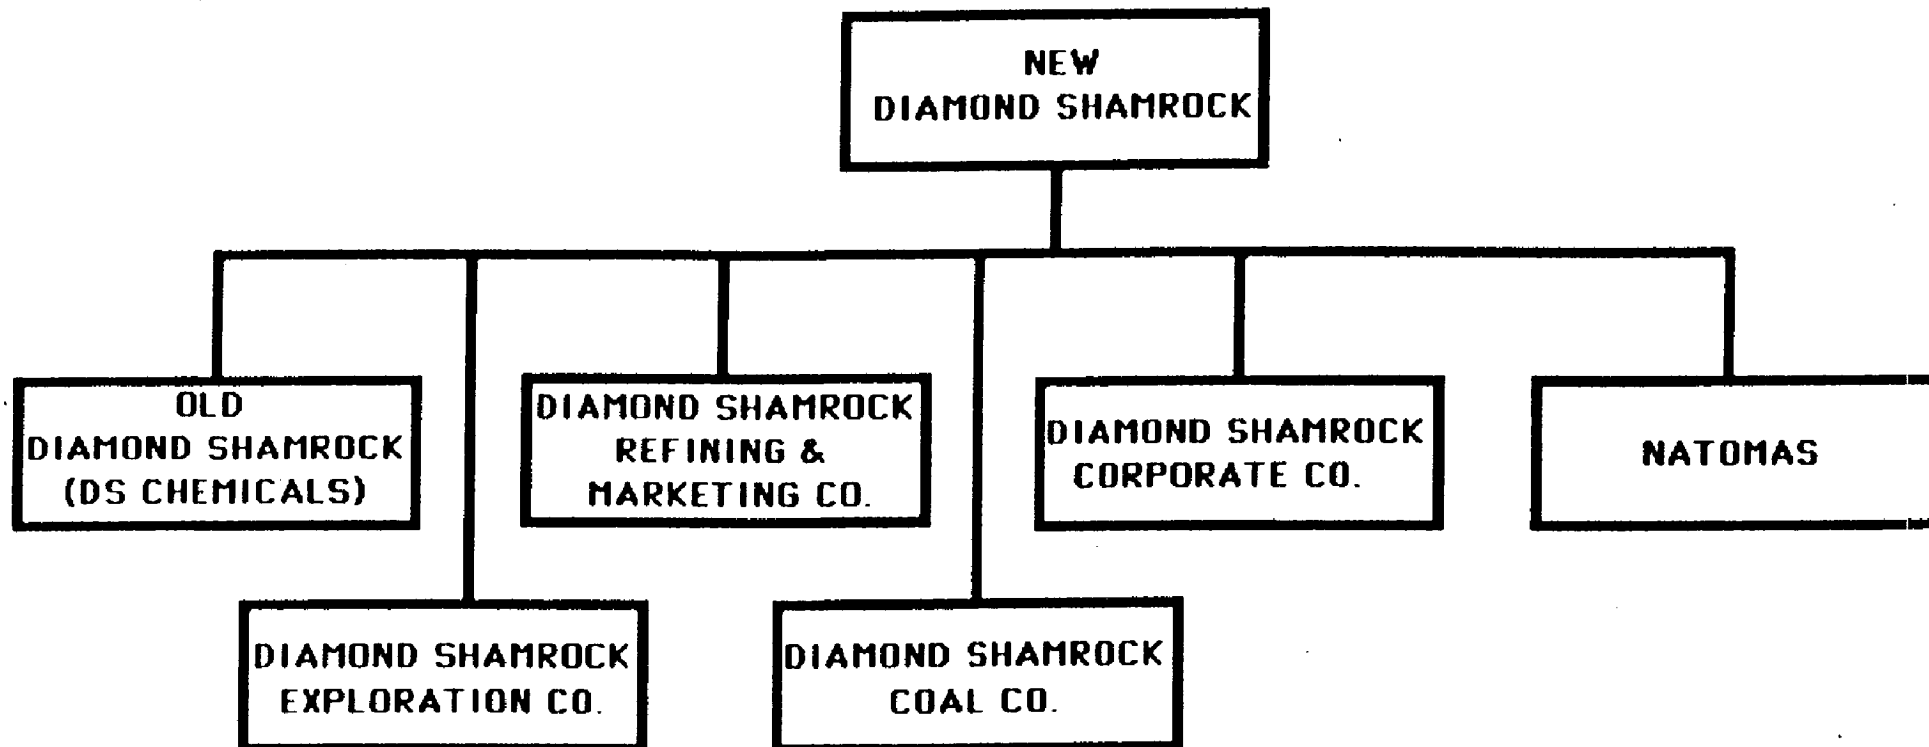 NEW
DIAMOND SHAMROCK
OLD
DIAMOND SHAMROCK
(DS CHEMICALS)
DIAMOND SHAMROCK
REFINING &
MARKETING CO.
DIAMOND SHAMROCK
CORPORATE CO.
NATOMAS
DIAMOND SHAMROCK
EXPLORATION CO.
DIAMOND SHAMROCK
COAL CO.